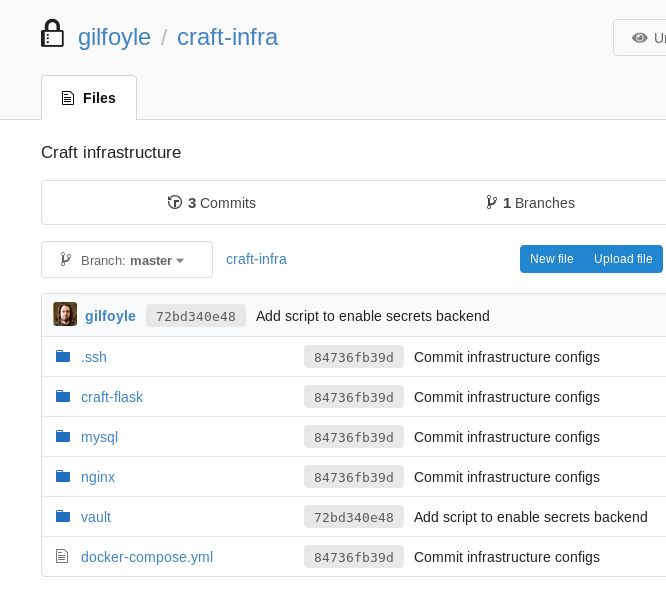 gilfoyle / craft-infra
Un
Files
Craft infrastructure
3 Commits
1 Branches
Branch: master
craft-infra
New file
Upload file
gilfoyle 72bd340e48 Add script to enable secrets backend
.ssh 84736fb39d Commit infrastructure configs
craft-flask 84736fb39d Commit infrastructure configs
mysql 84736fb39d Commit infrastructure configs
nginx 84736fb39d Commit infrastructure configs
vault 72bd340e48 Add script to enable secrets backend
docker-compose.yml 84736fb39d Commit infrastructure configs